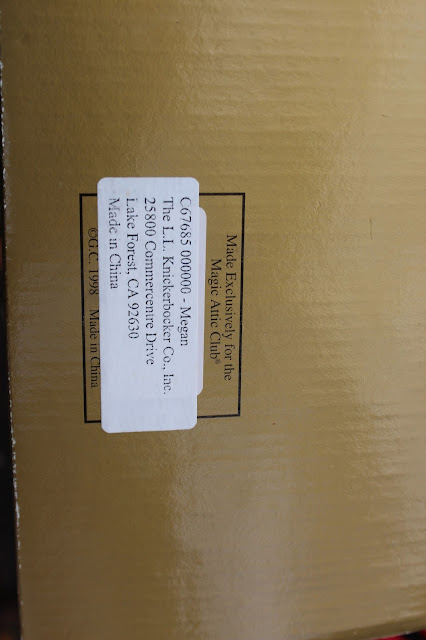 Made Exclusively for the
Magic Attic Club®
C67685 000000 - Megan
The L.L. Knickerbocker Co., Inc.
25800 Commercentre Drive
Lake Forest, CA 92630
Made in China
©G.C. 1998 Made in China